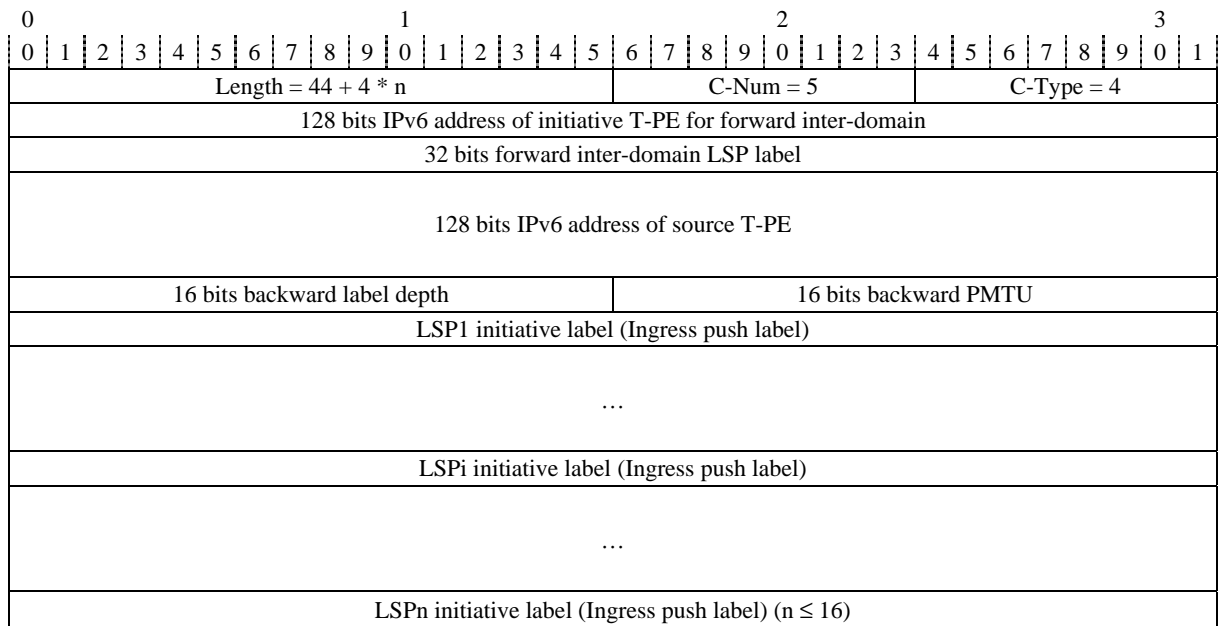 0 1 2 3
0 1 2 3 4 5 6 7 8 9 0 1 2 3 4 5 6 7 8 9 0 1 2 3 4 5 6 7 8 9 0 1
Length = 44 + 4 * n C-Num = 5 C-Type = 4
128 bits IPv6 address of initiative T-PE for forward inter-domain
32 bits forward inter-domain LSP label
128 bits IPv6 address of source T-PE
16 bits backward label depth 16 bits backward PMTU
LSP1 initiative label (Ingress push label)
…
LSPi initiative label (Ingress push label)
…
LSPn initiative label (Ingress push label) (n ≤ 16)